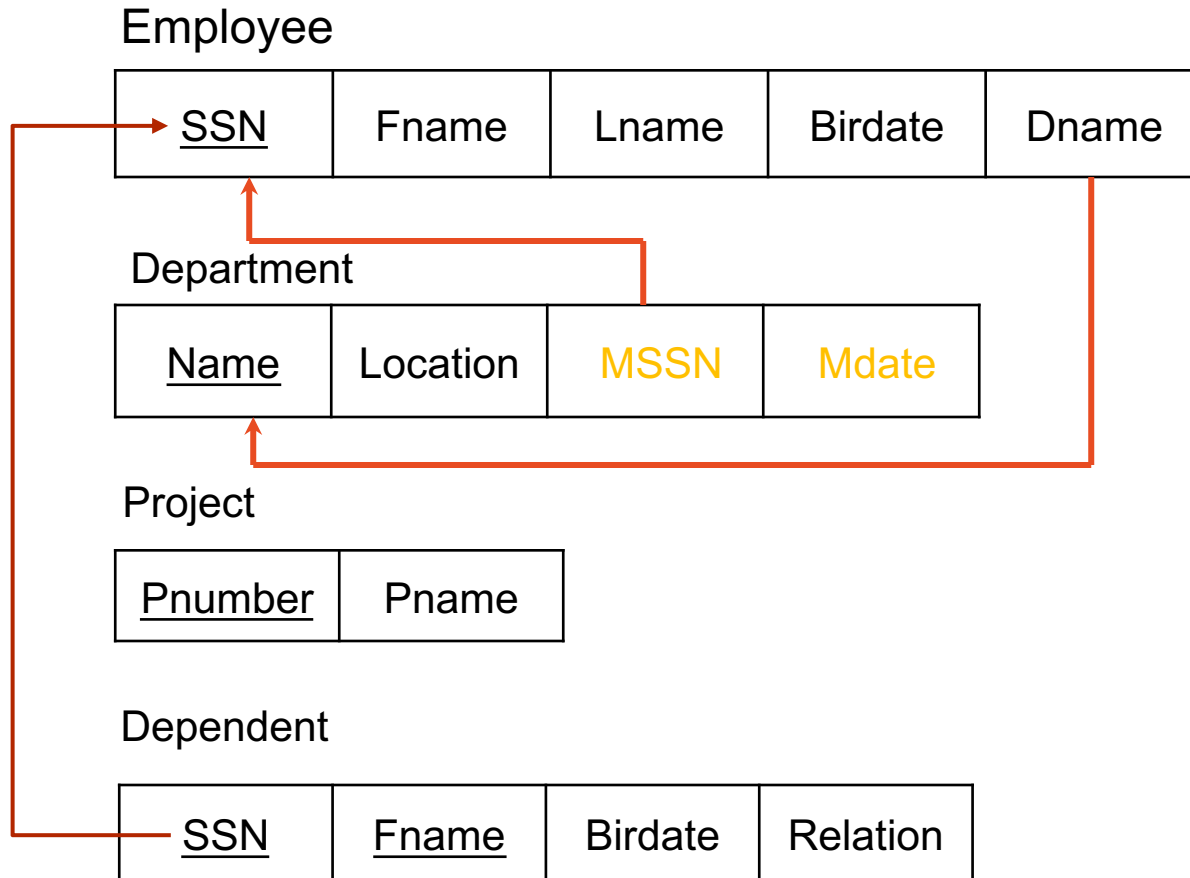 Employee
SSN Fname Lname Birdate Dname
Department
Name Location MSSN Mdate
Project
Pnumber Pname
Dependent
SSN Fname Birdate Relation